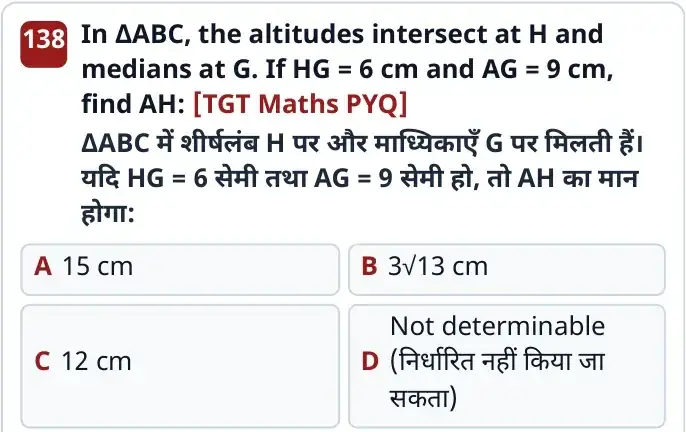 138 In ΔABC, the altitudes intersect at H and
medians at G. If HG = 6 cm and AG = 9 cm,
find AH: [TGT Maths PYQ]
ΔABC में शीर्षलंब H पर और माध्यिकाएँ G पर मिलती हैं।
यदि HG = 6 सेमी तथा AG = 9 सेमी हो, तो AH का मान
होगा:
A 15 cm
B 3√13 cm
C 12 cm
D Not determinable
(निर्धारित नहीं किया जा
सकता)